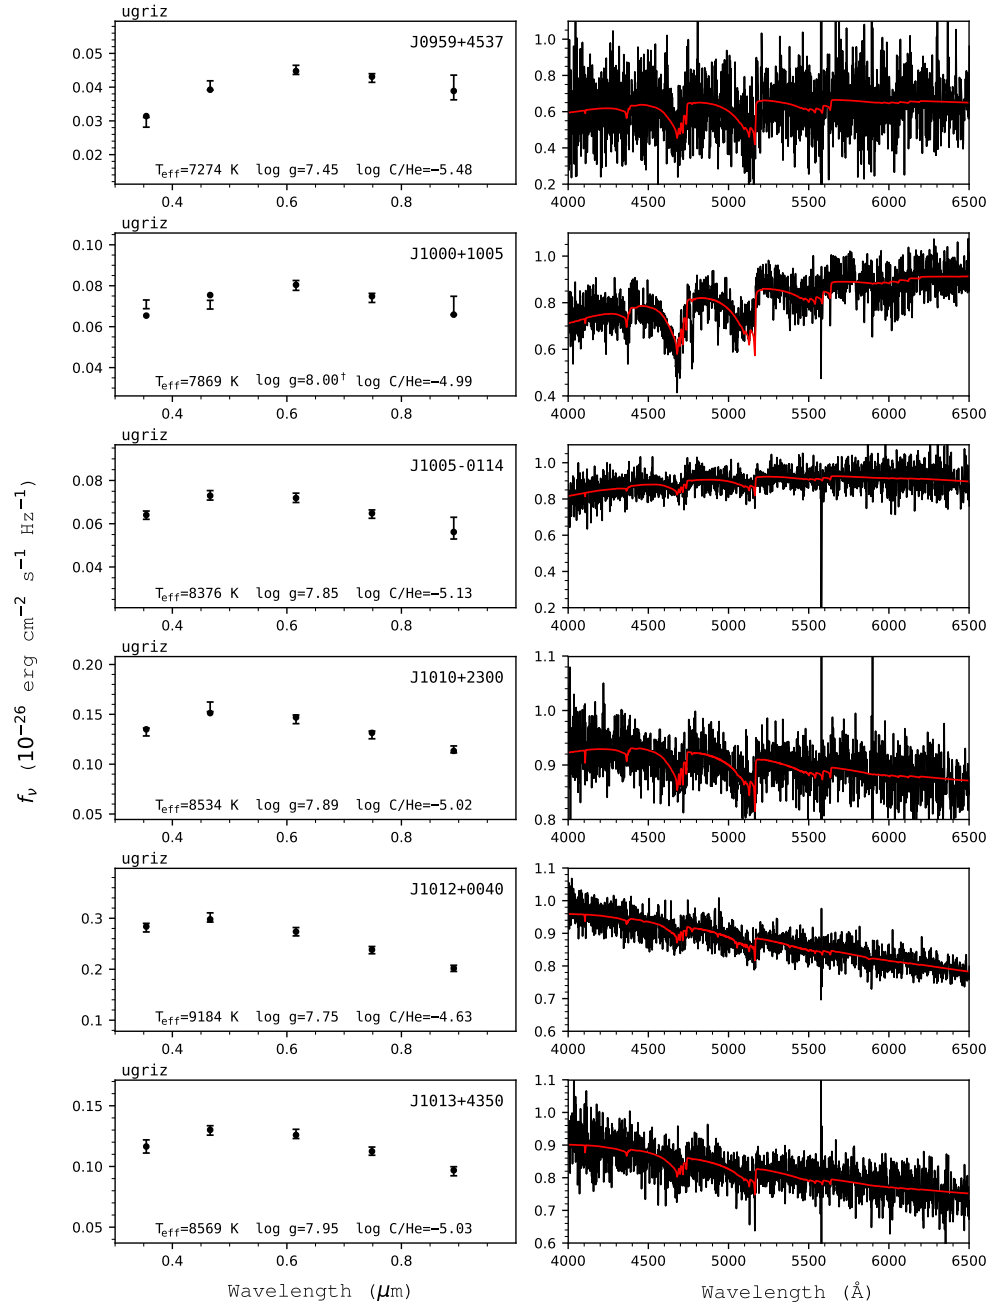 ugriz
J0959+4537
0.05
0.04
0.03
0.02
T_eff=7274 K log g=7.45 log C/He=−5.48
0.4 0.6 0.8
1.0
0.8
0.6
0.4
0.2
4000 4500 5000 5500 6000 6500
ugriz
J1000+1005
0.10
0.08
0.06
0.04
T_eff=7869 K log g=8.00† log C/He=−4.99
0.4 0.6 0.8
1.0
0.8
0.6
0.4
4000 4500 5000 5500 6000 6500
ugriz
J1005-0114
0.08
0.06
0.04
T_eff=8376 K log g=7.85 log C/He=−5.13
0.4 0.6 0.8
1.0
0.8
0.6
0.4
0.2
4000 4500 5000 5500 6000 6500
ugriz
J1010+2300
0.20
0.15
0.10
0.05
T_eff=8534 K log g=7.89 log C/He=−5.02
0.4 0.6 0.8
1.1
1.0
0.9
0.8
4000 4500 5000 5500 6000 6500
ugriz
J1012+0040
0.3
0.2
0.1
T_eff=9184 K log g=7.75 log C/He=−4.63
0.4 0.6 0.8
1.1
1.0
0.9
0.8
0.7
0.6
4000 4500 5000 5500 6000 6500
ugriz
J1013+4350
0.15
0.10
0.05
T_eff=8569 K log g=7.95 log C/He=−5.03
0.4 0.6 0.8
1.1
1.0
0.9
0.8
0.7
0.6
4000 4500 5000 5500 6000 6500
f_ν (10⁻²⁶ erg cm⁻² s⁻¹ Hz⁻¹)
Wavelength (μm)
Wavelength (Å)